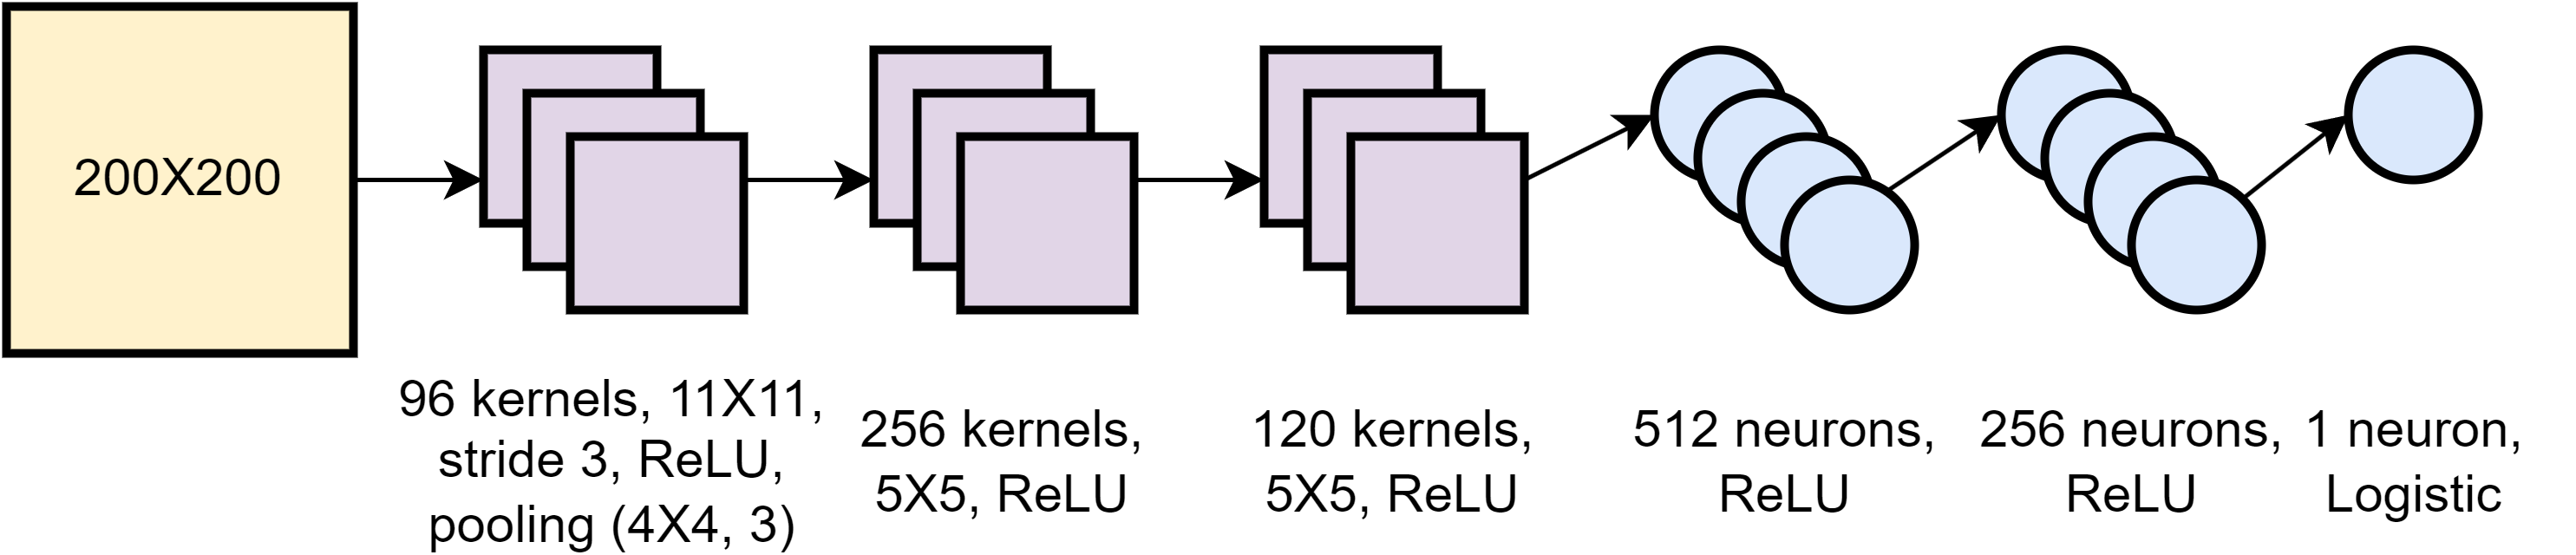 200X200
96 kernels, 11X11,
stride 3, ReLU,
pooling (4X4, 3)
256 kernels,
5X5, ReLU
120 kernels,
5X5, ReLU
512 neurons,
ReLU
256 neurons,
ReLU
1 neuron,
Logistic